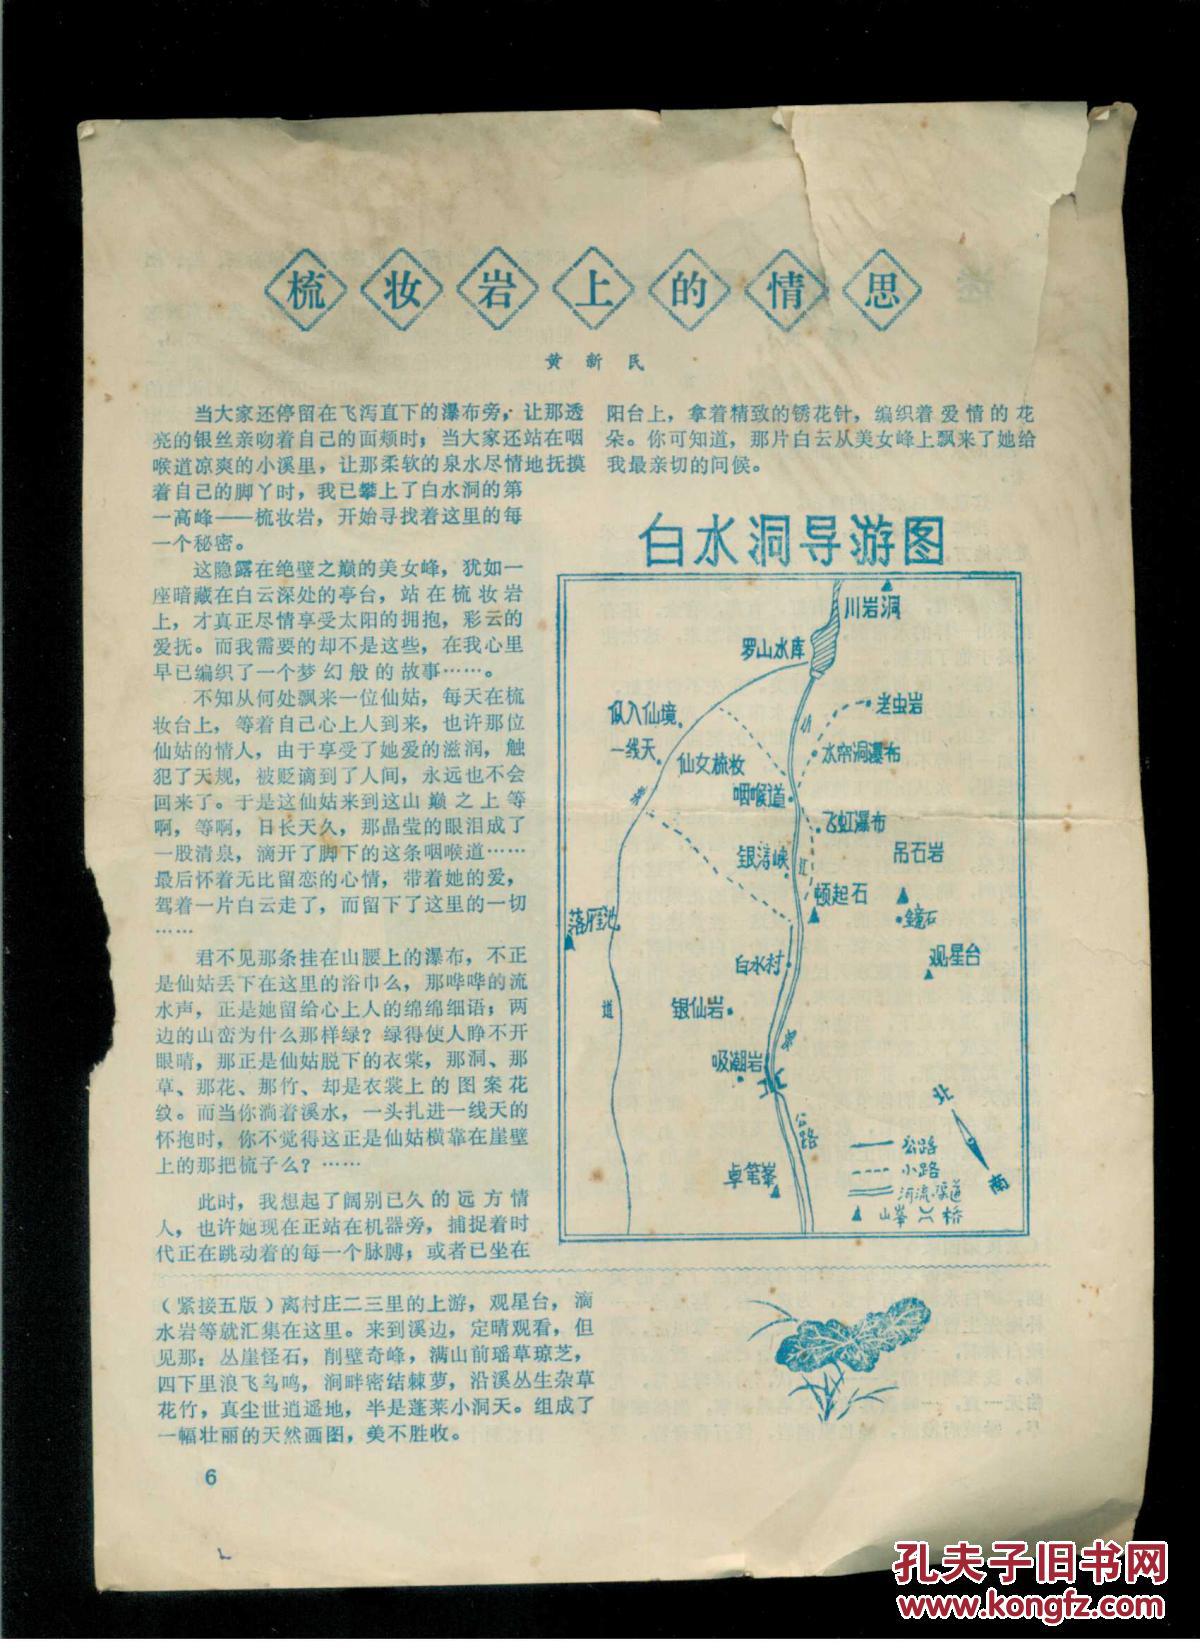 梳妆岩上的情思
黄新民
当大家还停留在飞泻直下的瀑布旁，让那透
亮的银丝亲吻着自己的面颊时；当大家还站在咽
喉道凉爽的小溪里，让那柔软的泉水尽情地抚摸
着自己的脚丫时，我已攀上了白水洞的第
一高峰——梳妆岩，开始寻找着这里的每
一个秘密。
这隐露在绝壁之巅的美女峰，犹如一
座暗藏在白云深处的亭台，站在梳妆岩
上，才真正尽情享受太阳的拥抱，彩云的
爱抚。而我需要的却不是这些，在我心里
早已编织了一个梦幻般的故事……。
不知从何处飘来一位仙姑，每天在梳
妆台上，等着自己心上人到来，也许那位
仙姑的情人，由于享受了她爱的滋润，触
犯了天规，被贬谪到了人间，永远也不会
回来了。于是这仙姑来到这山巅之上等
啊，等啊，日长天久，那晶莹的眼泪成了
一股清泉，滴开了脚下的这条咽喉道……
最后怀着无比留恋的心情，带着她的爱，
驾着一片白云走了，而留下了这里的一切
……
君不见那条挂在山腰上的瀑布，不正
是仙姑丢下在这里的浴巾么，那哗哗的流
水声，正是她留给心上人的绵绵细语；两
边的山峦为什么那样绿？绿得使人睁不开
眼睛，那正是仙姑脱下的衣裳，那洞、那
草、那花、那竹、却是衣裳上的图案花
纹。而当你淌着溪水，一头扎进一线天的
怀抱时，你不觉得这正是仙姑横靠在崖壁
上的那把梳子么？……
此时，我想起了阔别已久的远方情
人，也许她现在正站在机器旁，捕捉着时
代正在跳动着的每一个脉膊；或者已坐在
阳台上，拿着精致的锈花针，编织着爱情的花
朵。你可知道，那片白云从美女峰上飘来了她给
我最亲切的问候。
白水洞导游图
川岩洞
罗山水库
老虫岩
似入仙境
一线天
小
水帘洞瀑布
仙女梳妆
咽喉道
飞虹瀑布
银涛峡
江
吊石岩
顿起石
镜石
落雁池
白水村
观星台
银仙岩
道
吸潮岩
公路
卓笔峯
北
南
公路
小路
河流·渠道
山峯
桥
（紧接五版）离村庄二三里的上游，观星台，滴
水岩等就汇集在这里。来到溪边，定晴观看，但
见那：丛崖怪石，削壁奇峰，满山前瑶草琼芝，
四下里浪飞鸟鸣，洞畔密结棘萝，沿溪丛生杂草
花竹，真尘世逍遥地，半是蓬莱小洞天。组成了
一幅壮丽的天然画图，美不胜收。
6
孔夫子旧书网
www.kongfz.com